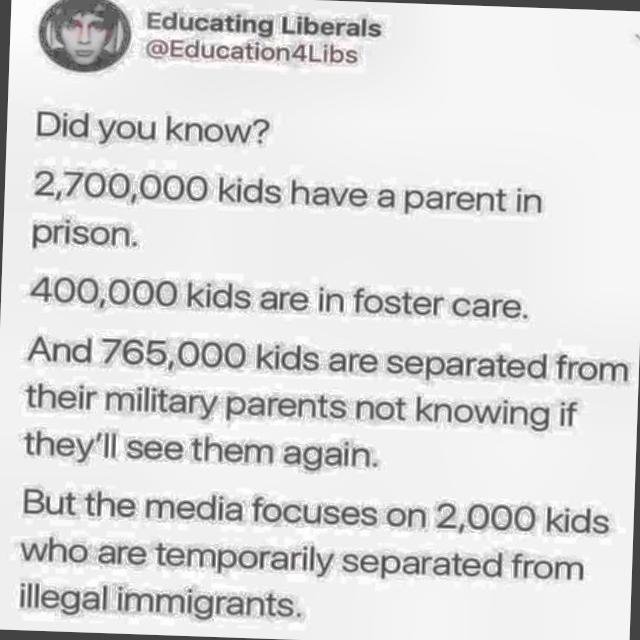 Educating Liberals
@Education4Libs
Did you know?
2,700,000 kids have a parent in
prison.
400,000 kids are in foster care.
And 765,000 kids are separated from
their military parents not knowing if
they'll see them again.
But the media focuses on 2,000 kids
who are temporarily separated from
illegal immigrants.